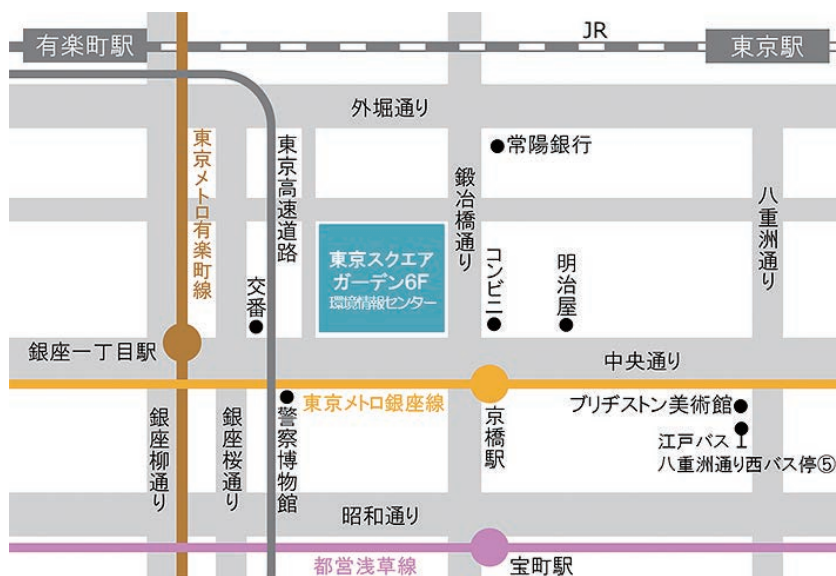 有楽町駅
JR
東京駅
外堀通り
東京メトロ有楽町線
東京高速道路
常陽銀行
鍛冶橋通り
八重洲通り
東京スクエア
ガーデン6F
環境情報センター
交番
コンビニ
明治屋
銀座一丁目駅
中央通り
東京メトロ銀座線
京橋駅
ブリヂストン美術館
江戸バス
八重洲通り西バス停⑤
銀座柳通り
銀座桜通り
警察博物館
昭和通り
都営浅草線
宝町駅